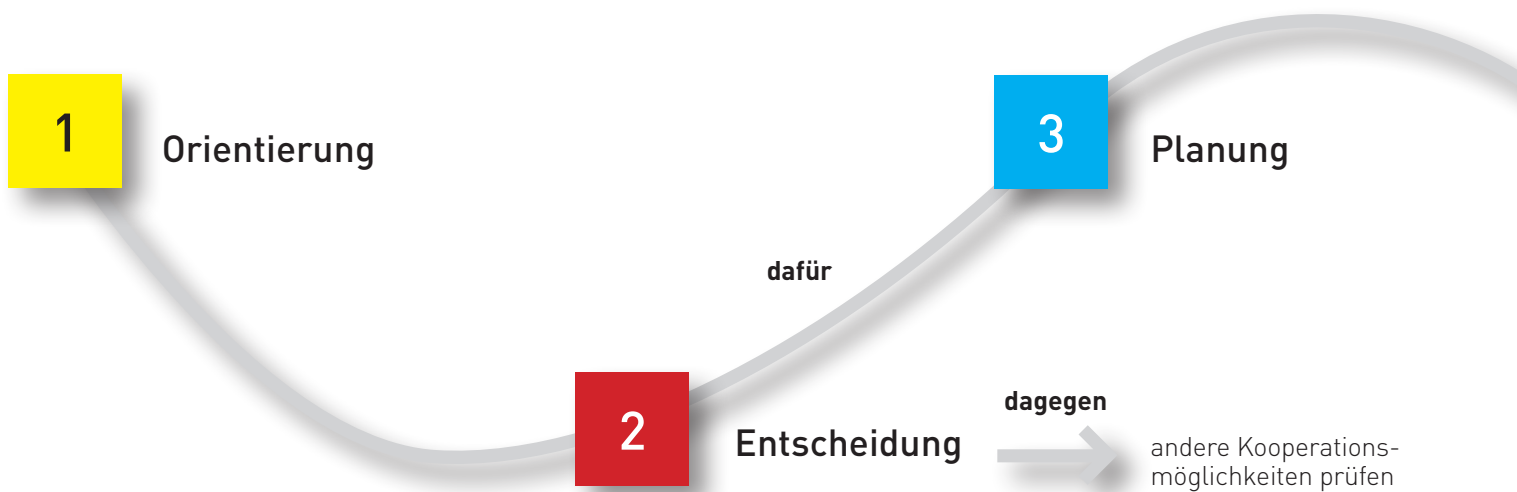 1
Orientierung
2
Entscheidung
dafür
dagegen
andere Kooperations-
möglichkeiten prüfen
3
Planung